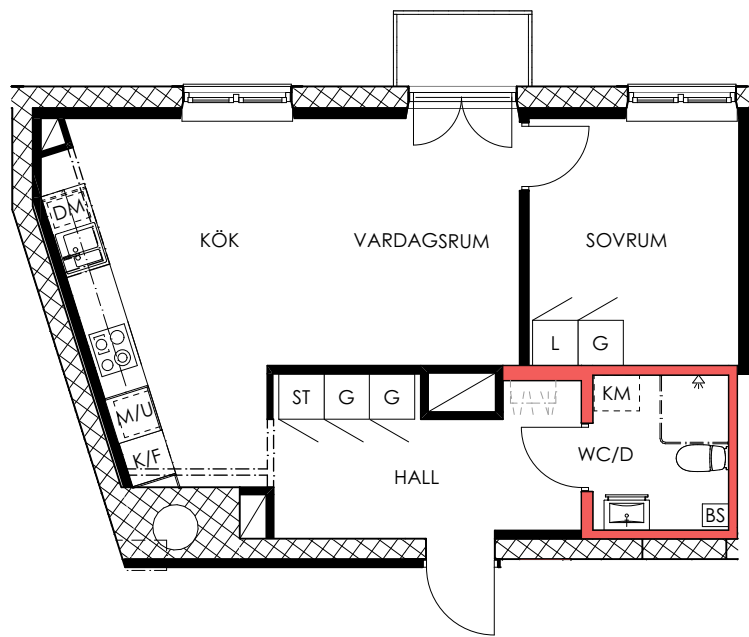 DM
KÖK
VARDAGSRUM
SOVRUM
L
G
ST
G
G
KM
M/U
K/F
HALL
WC/D
BS